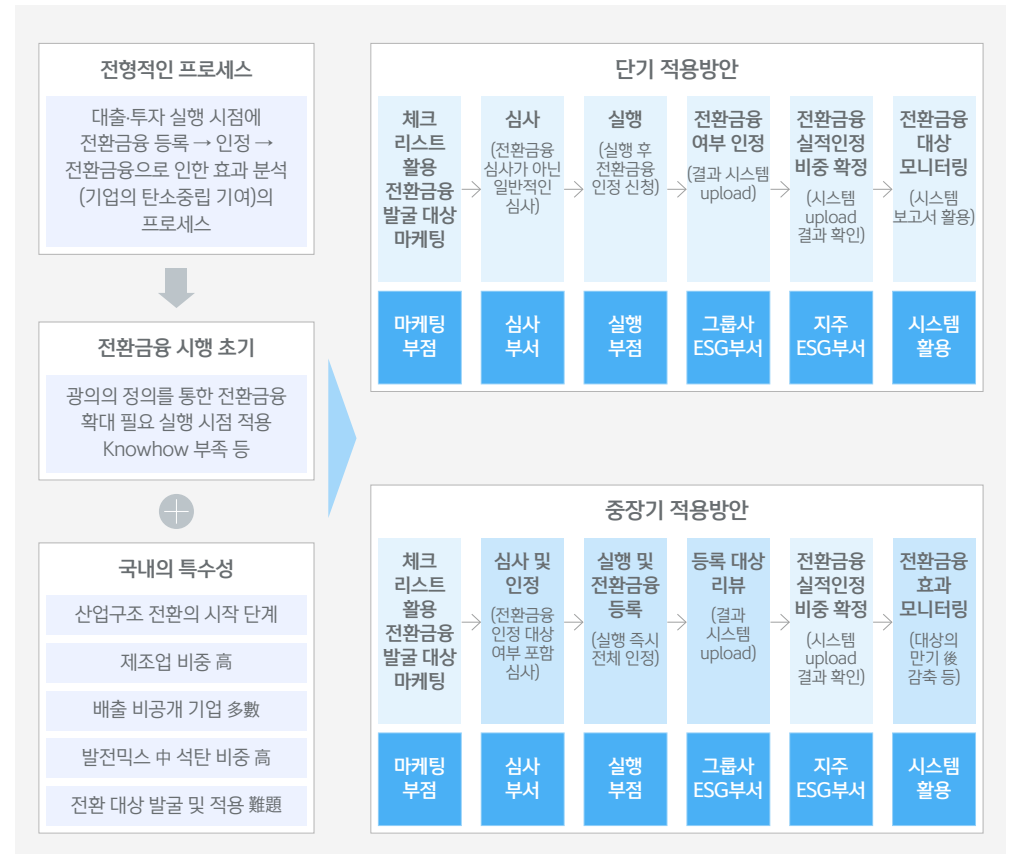 전형적인 프로세스
대출·투자 실행 시점에
전환금융 등록 → 인정 →
전환금융으로 인한 효과 분석
(기업의 탄소중립 기여)의
프로세스
전환금융 시행 초기
광의의 정의를 통한 전환금융
확대 필요 실행 시점 적용
Knowhow 부족 등
국내의 특수성
산업구조 전환의 시작 단계
제조업 비중 高
배출 비공개 기업 多數
발전믹스 中 석탄 비중 高
전환 대상 발굴 및 적용 難題
단기 적용방안
체크
리스트
활용
전환금융
발굴 대상
마케팅
심사
(전환금융
심사가 아닌
일반적인
심사)
실행
(실행 후
전환금융
인정 신청)
전환금융
여부 인정
(결과 시스템
upload)
전환금융
실적인정
비중 확정
(시스템
upload
결과 확인)
전환금융
대상
모니터링
(시스템
보고서 활용)
마케팅
부점
심사
부서
실행
부점
그룹사
ESG부서
지주
ESG부서
시스템
활용
중장기 적용방안
체크
리스트
활용
전환금융
발굴 대상
마케팅
심사 및
인정
(전환금융
인정 대상
여부 포함
심사)
실행 및
전환금융
등록
(실행 즉시
전체 인정)
등록 대상
리뷰
(결과
시스템
upload)
전환금융
실적인정
비중 확정
(시스템
upload
결과 확인)
전환금융
효과
모니터링
(대상의
만기 後
감축 등)
마케팅
부점
심사
부서
실행
부점
그룹사
ESG부서
지주
ESG부서
시스템
활용